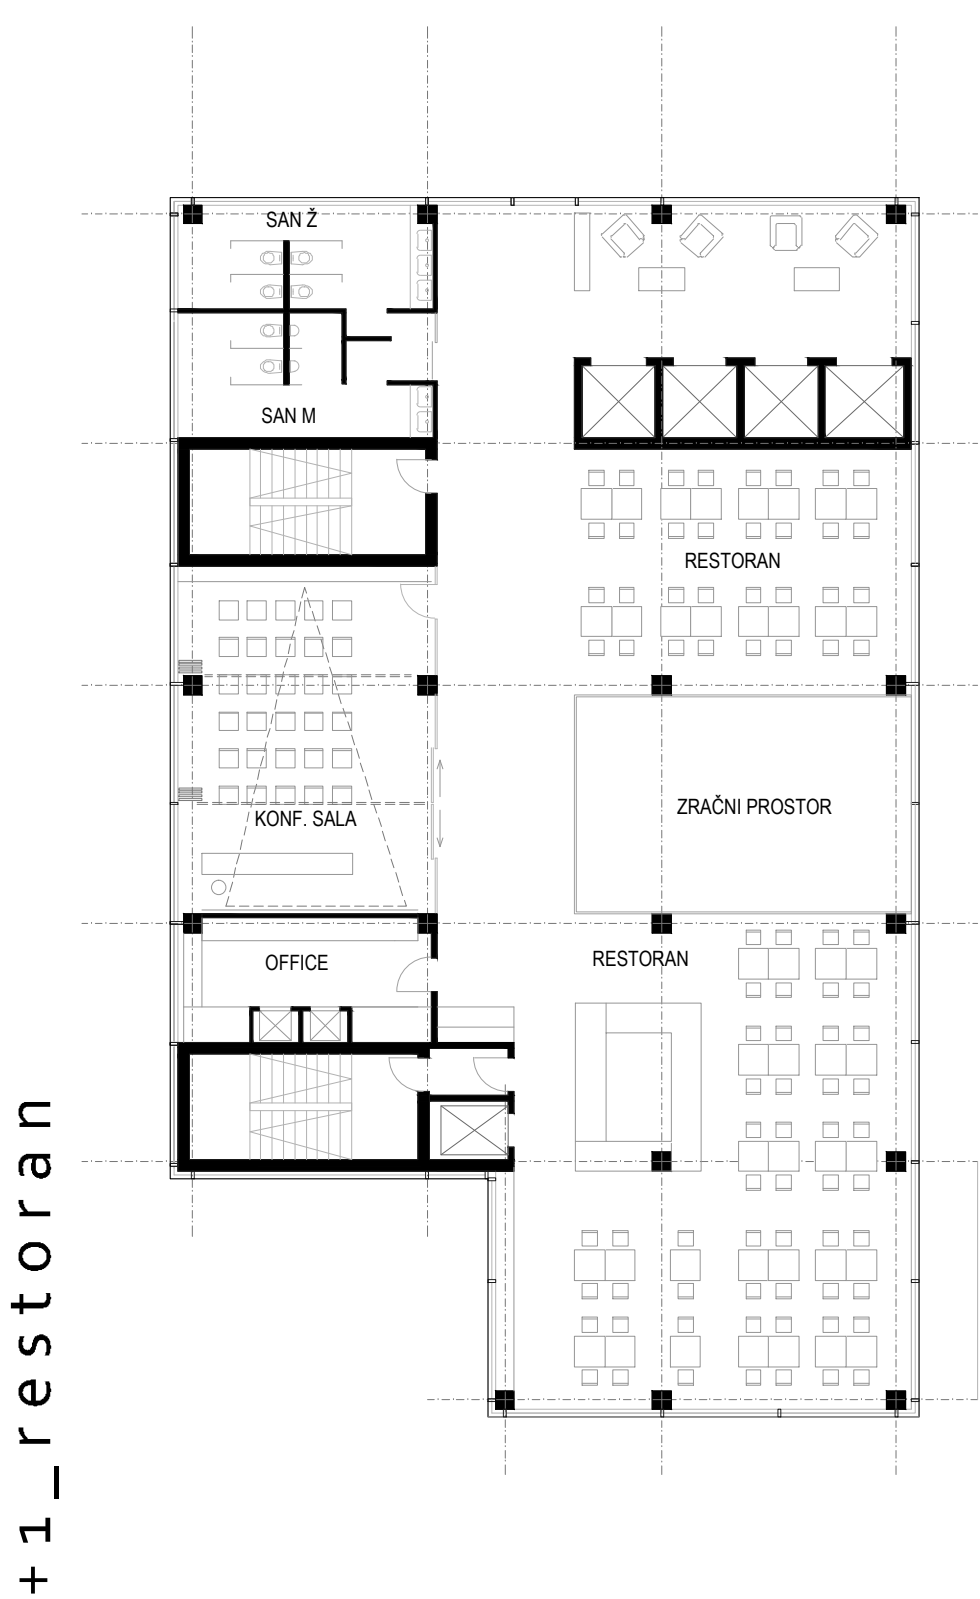 SAN Ž
SAN M
RESTORAN
ZRAČNI PROSTOR
KONF. SALA
RESTORAN
OFFICE
+1_restoran